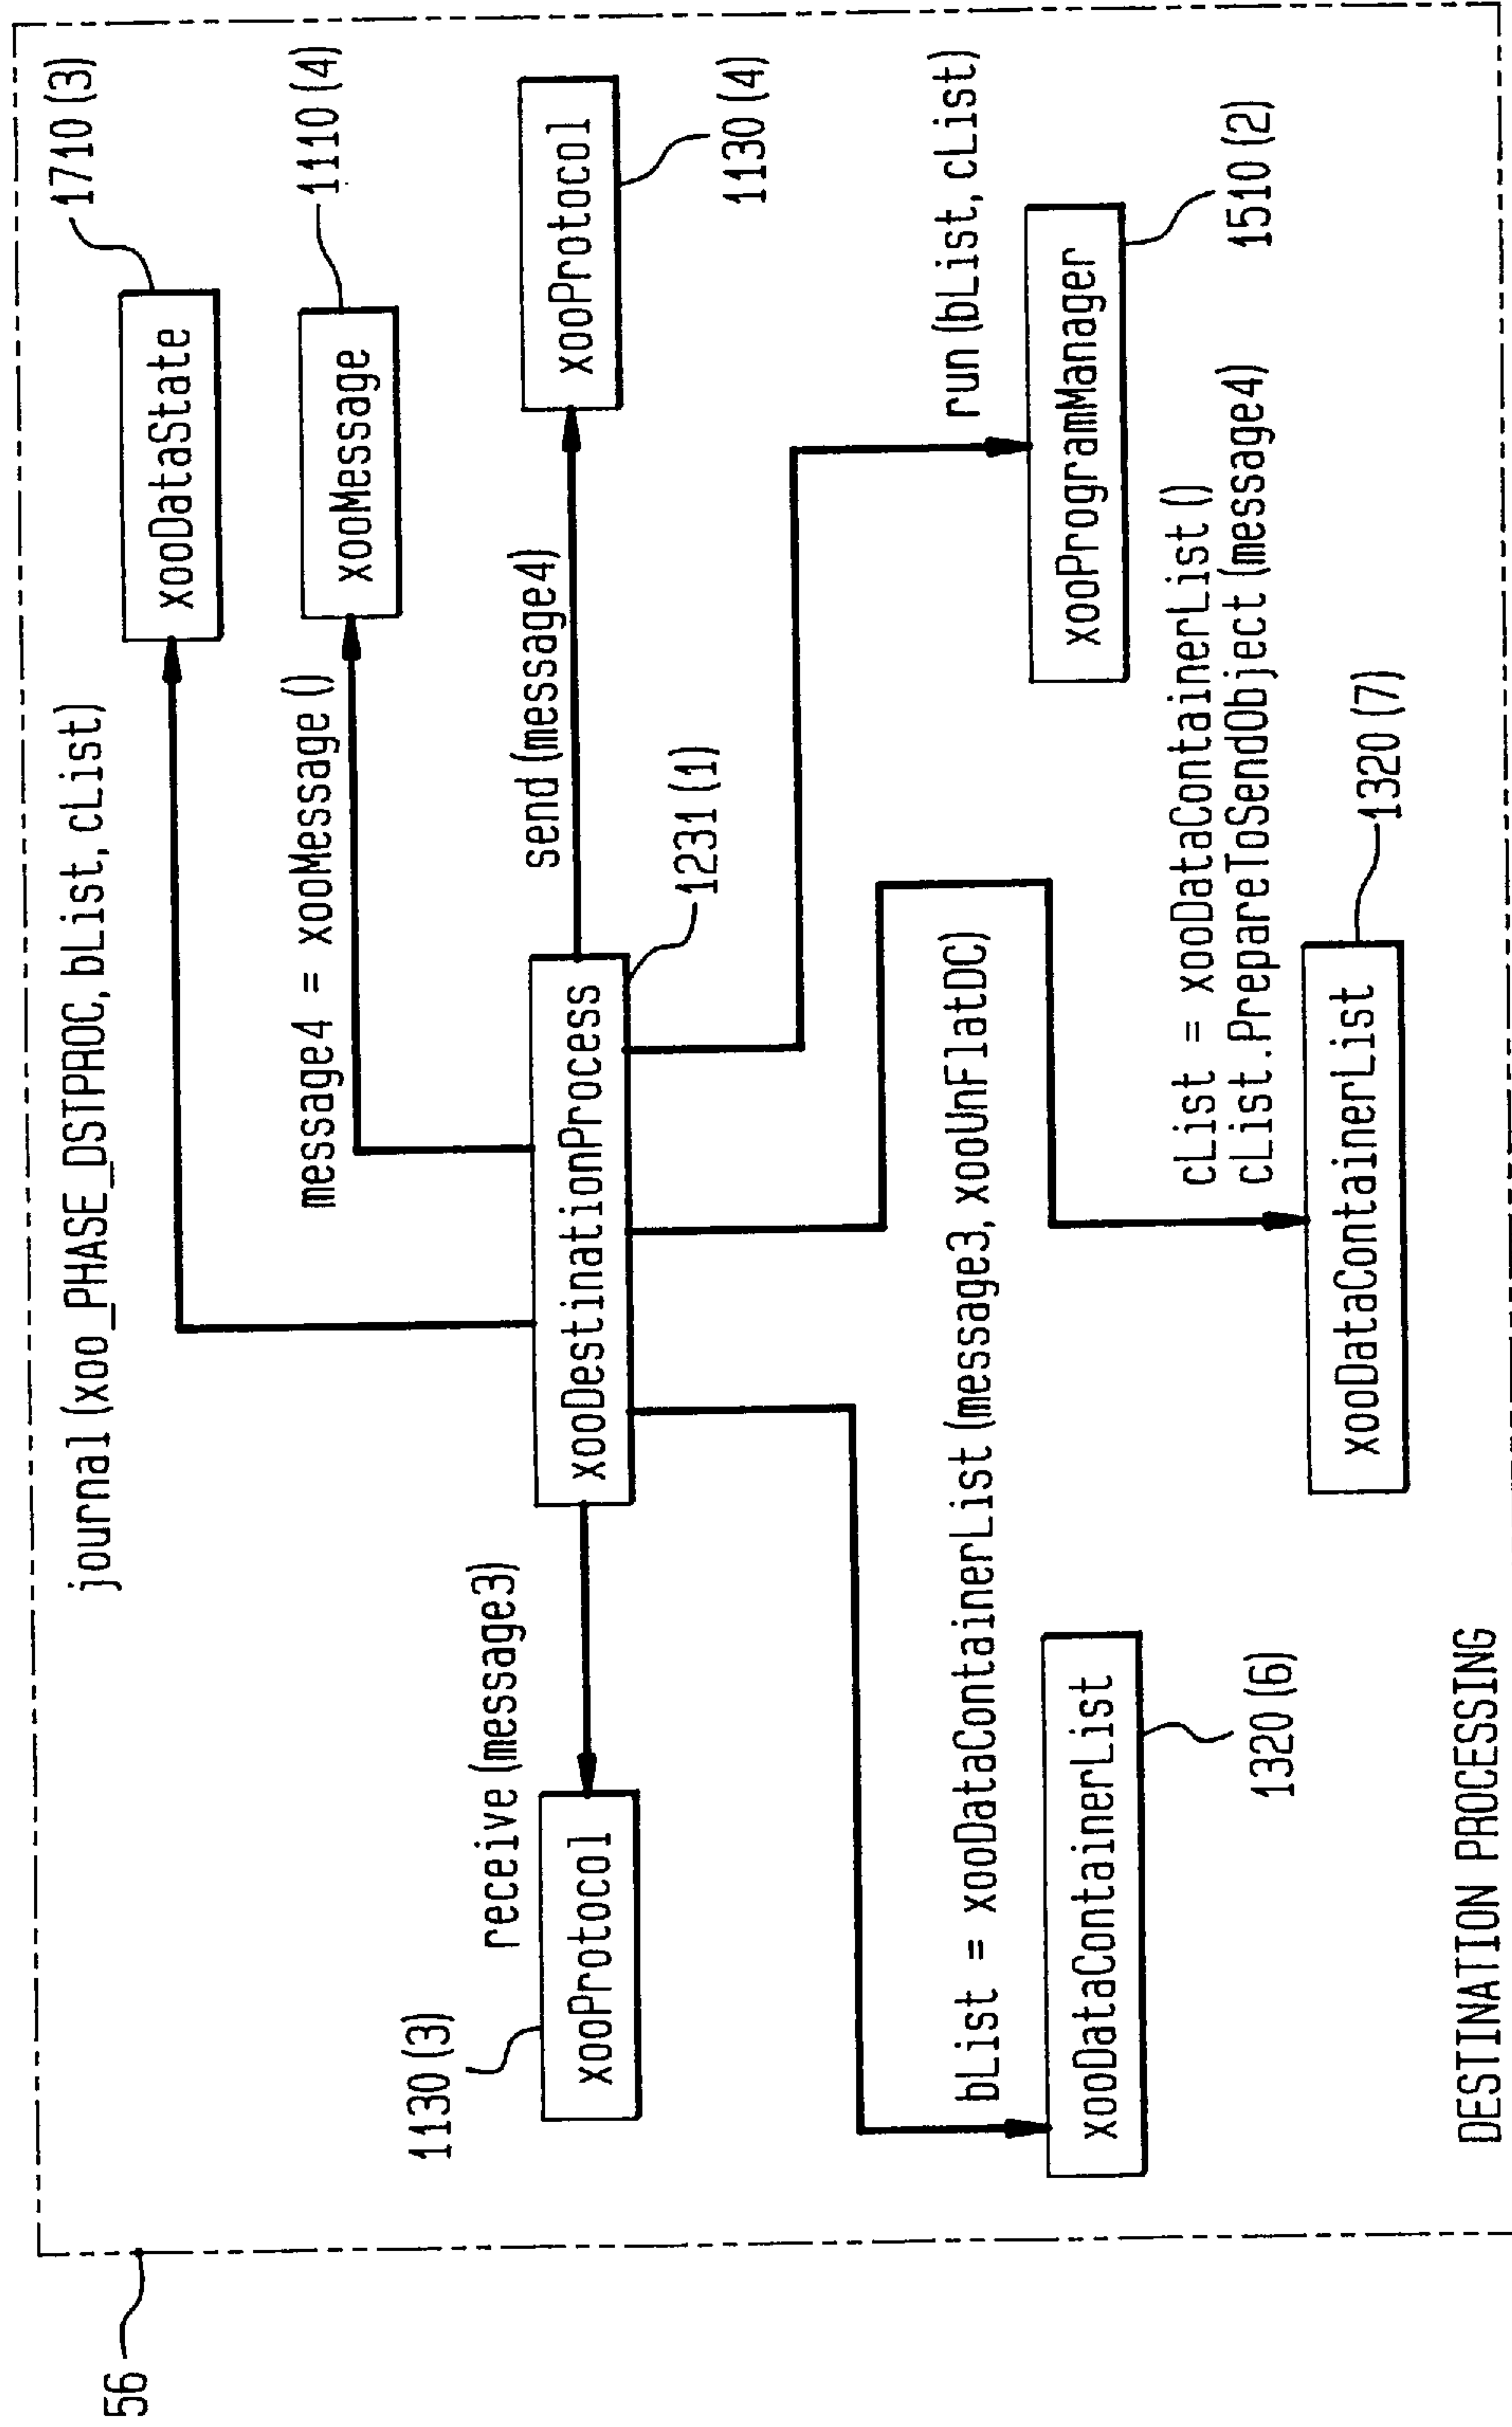 56
journal (xoo_PHASE_DSTPROC, bList, cList)
1710 (3)
xooDataState
message4 = xooMessage ()
1110 (4)
xooMessage
1130 (3)
receive (message3)
xooProtocol
xooDestinationProcess
1231 (1)
send (message4)
xooProtocol
1130 (4)
bList = xooDataContainerList (message3, xooUnFlatDC)
run (bList, cList)
xooDataContainerList
1320 (6)
xooProgramManager
1510 (2)
cList = xooDataContainerList ()
cList.PrepareToSendObject (message4)
xooDataContainerList
1320 (7)
DESTINATION PROCESSING